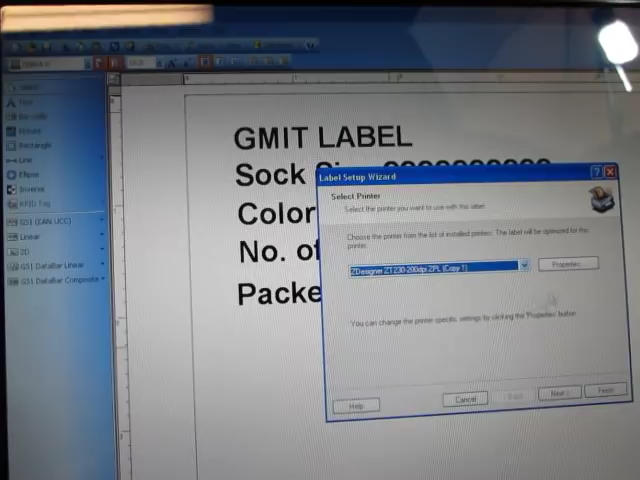 Text
Picture
Rectangle
Line
Ellipse
Inverse
RFID Tag
GS1 (EAN.UCC)
Linear
2D
GS1 DataBar Linear
GS1 DataBar Composite
GMIT LABEL
Sock
Color
No. of
Packe
Label Setup Wizard
Select Printer
Select the printer you want to use with this label.
Choose the printer from the list of installed printers. The label will be optimized for this
printer.
ZDesigner ZT230-200dpi ZPL (Copy 1)
Properties
You can change the printer specific settings by clicking the 'Properties' button
Help
Cancel
Back
Next
Finish